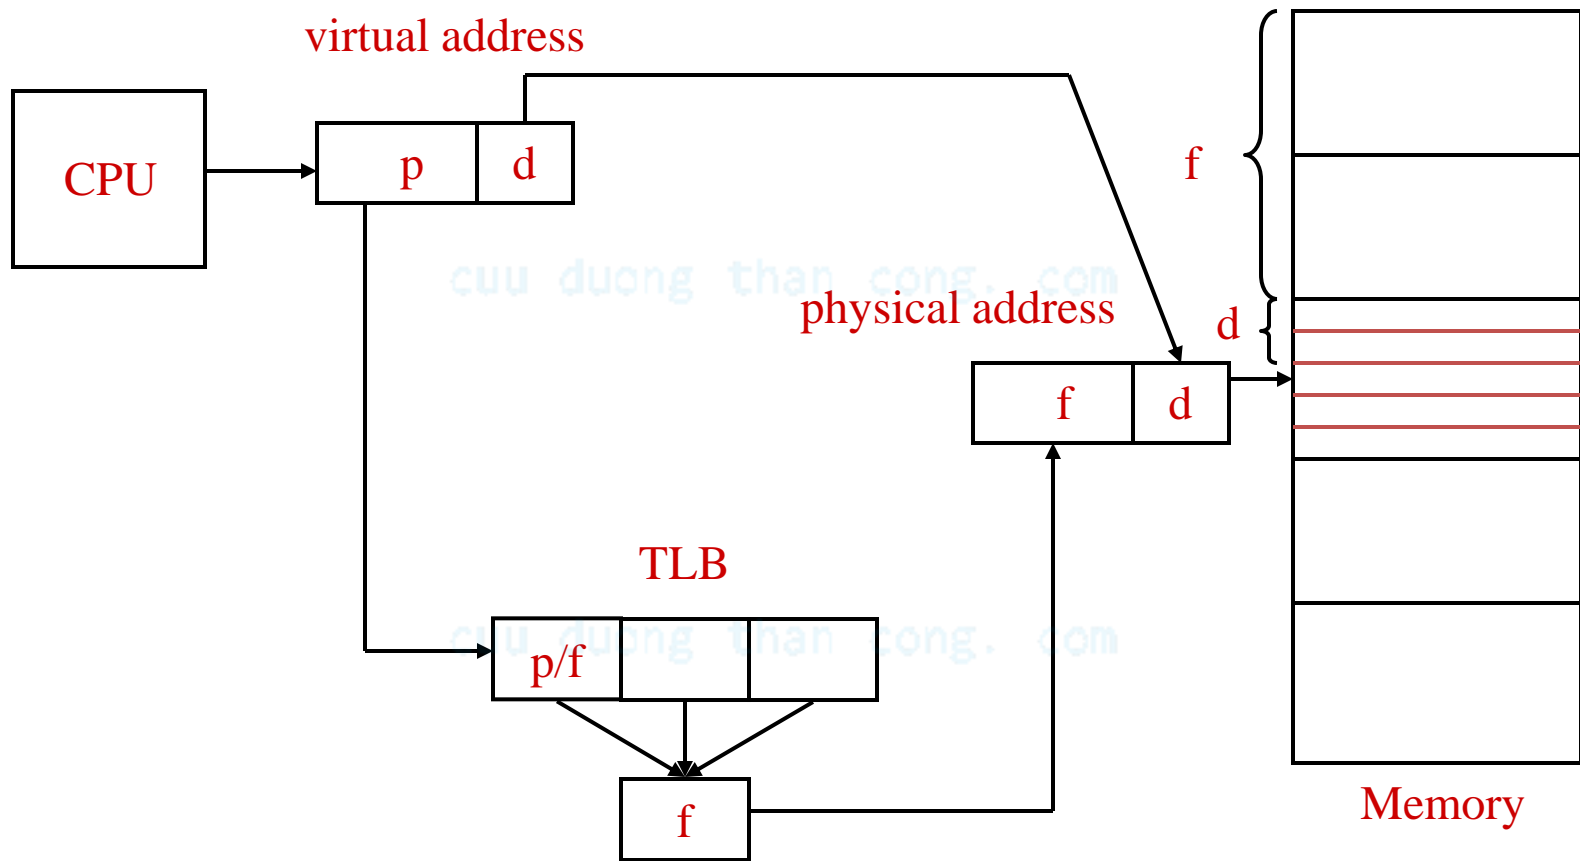 virtual address
CPU
p
d
f
cuu duong than cong. com
physical address
d
f
d
TLB
cuu duong than cong. com
p/f
f
Memory